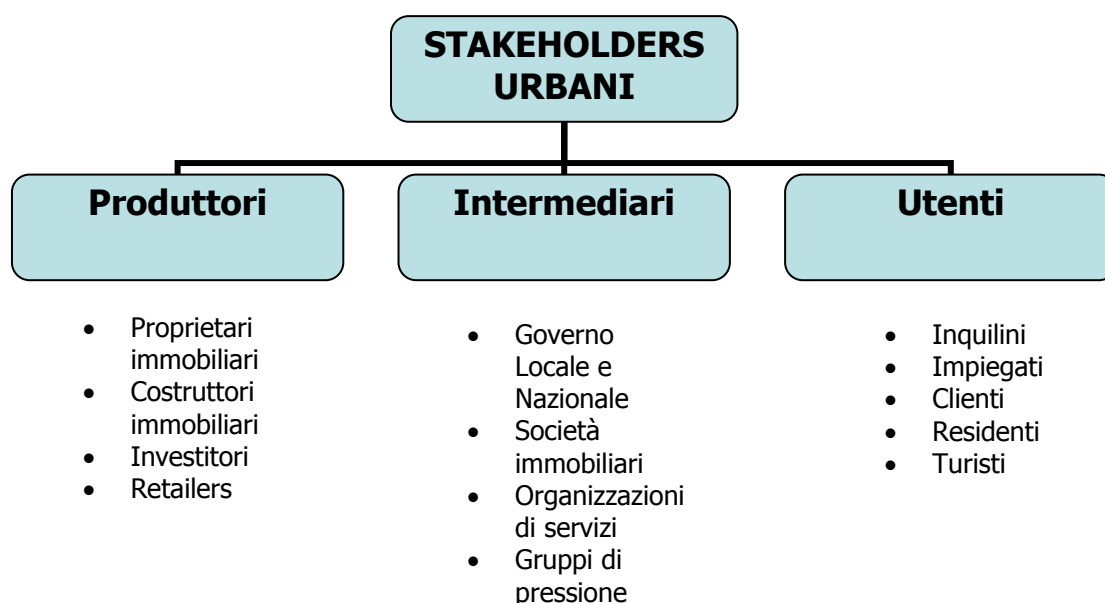 STAKEHOLDERS
URBANI
Produttori
Intermediari
Utenti
• Proprietari
immobiliari
• Costruttori
immobiliari
• Investitori
• Retailers
• Governo
Locale e
Nazionale
• Società
immobiliari
• Organizzazioni
di servizi
• Gruppi di
pressione
• Inquilini
• Impiegati
• Clienti
• Residenti
• Turisti